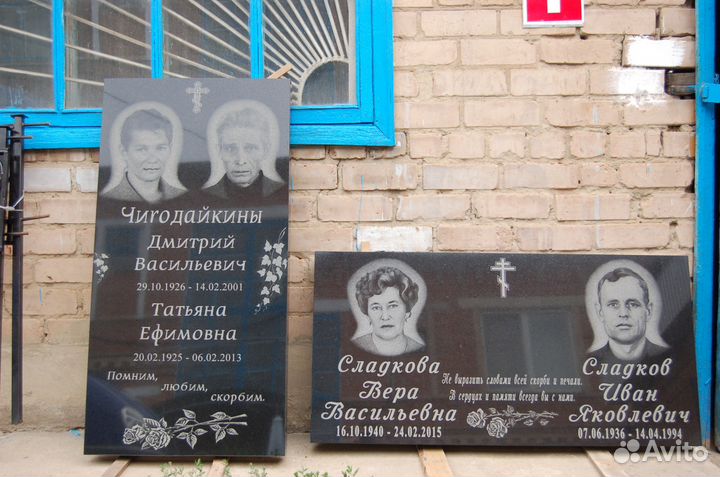 Чигодайкины
Дмитрий
Васильевич
29.10.1926 - 14.02.2001
Татьяна
Ефимовна
20.02.1925 - 06.02.2013
Помним,
любим,
скорбим.
Сладкова
Вера
Васильевна
16.10.1940 - 24.02.2015
Не выразить словами всей скорби и печали.
В сердцах и памяти всегда вы с нами.
Сладков
Иван
Яковлевич
07.06.1936 - 14.04.1994
Avito